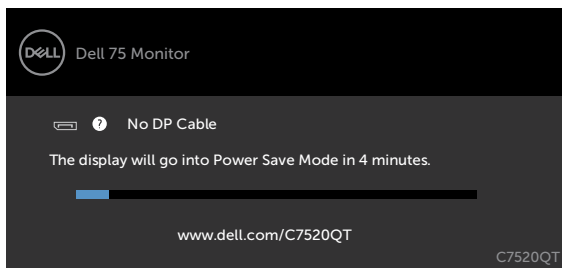 DELL Dell 75 Monitor
? No DP Cable
The display will go into Power Save Mode in 4 minutes.
www.dell.com/C7520QT
C7520QT